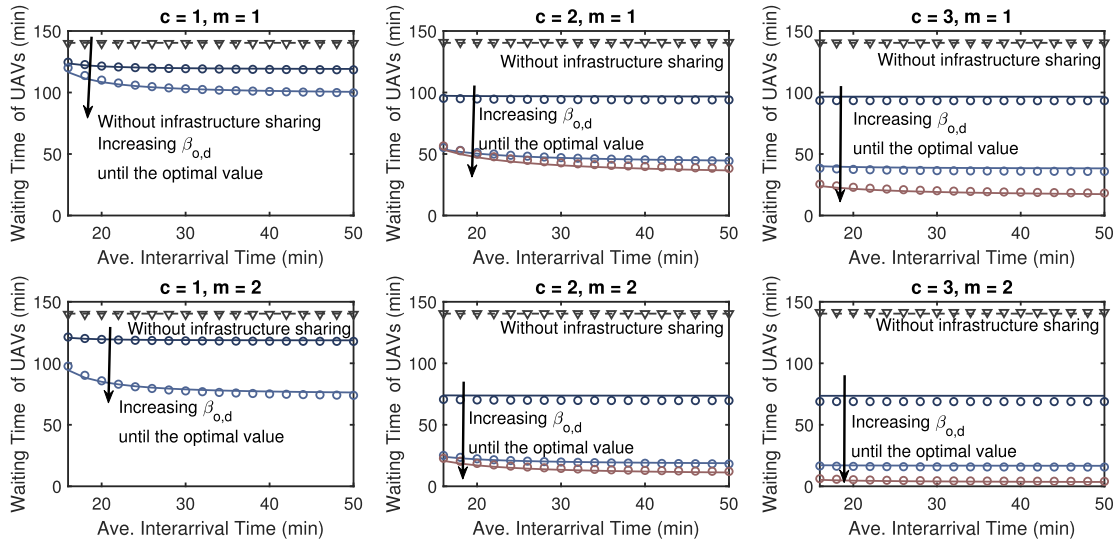 c = 1, m = 1
150
100
50
0
Waiting Time of UAVs (min)
Without infrastructure sharing
Increasing βo,d
until the optimal value
20
30
40
50
Ave. Interarrival Time (min)
c = 2, m = 1
150
100
50
0
Waiting Time of UAVs (min)
Without infrastructure sharing
Increasing βo,d
until the optimal value
20
30
40
50
Ave. Interarrival Time (min)
c = 3, m = 1
150
100
50
0
Waiting Time of UAVs (min)
Without infrastructure sharing
Increasing βo,d
until the optimal value
20
30
40
50
Ave. Interarrival Time (min)
c = 1, m = 2
150
100
50
0
Waiting Time of UAVs (min)
Without infrastructure sharing
Increasing βo,d
until the optimal value
20
30
40
50
Ave. Interarrival Time (min)
c = 2, m = 2
150
100
50
0
Waiting Time of UAVs (min)
Without infrastructure sharing
Increasing βo,d
until the optimal value
20
30
40
50
Ave. Interarrival Time (min)
c = 3, m = 2
150
100
50
0
Waiting Time of UAVs (min)
Without infrastructure sharing
Increasing βo,d
until the optimal value
20
30
40
50
Ave. Interarrival Time (min)